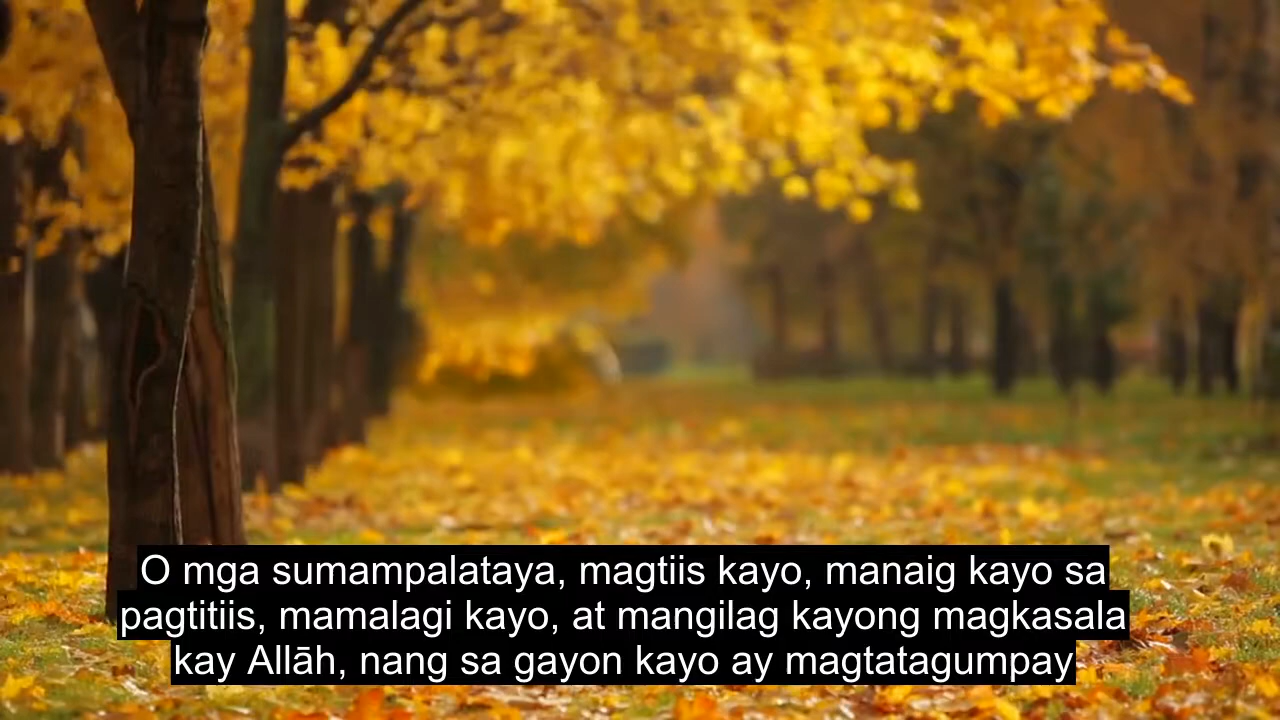 O mga sumampalataya, magtiis kayo, manaig kayo sa
pagtitiis, mamalagi kayo, at mangilag kayong magkasala
kay Allāh, nang sa gayon kayo ay magtatagumpay